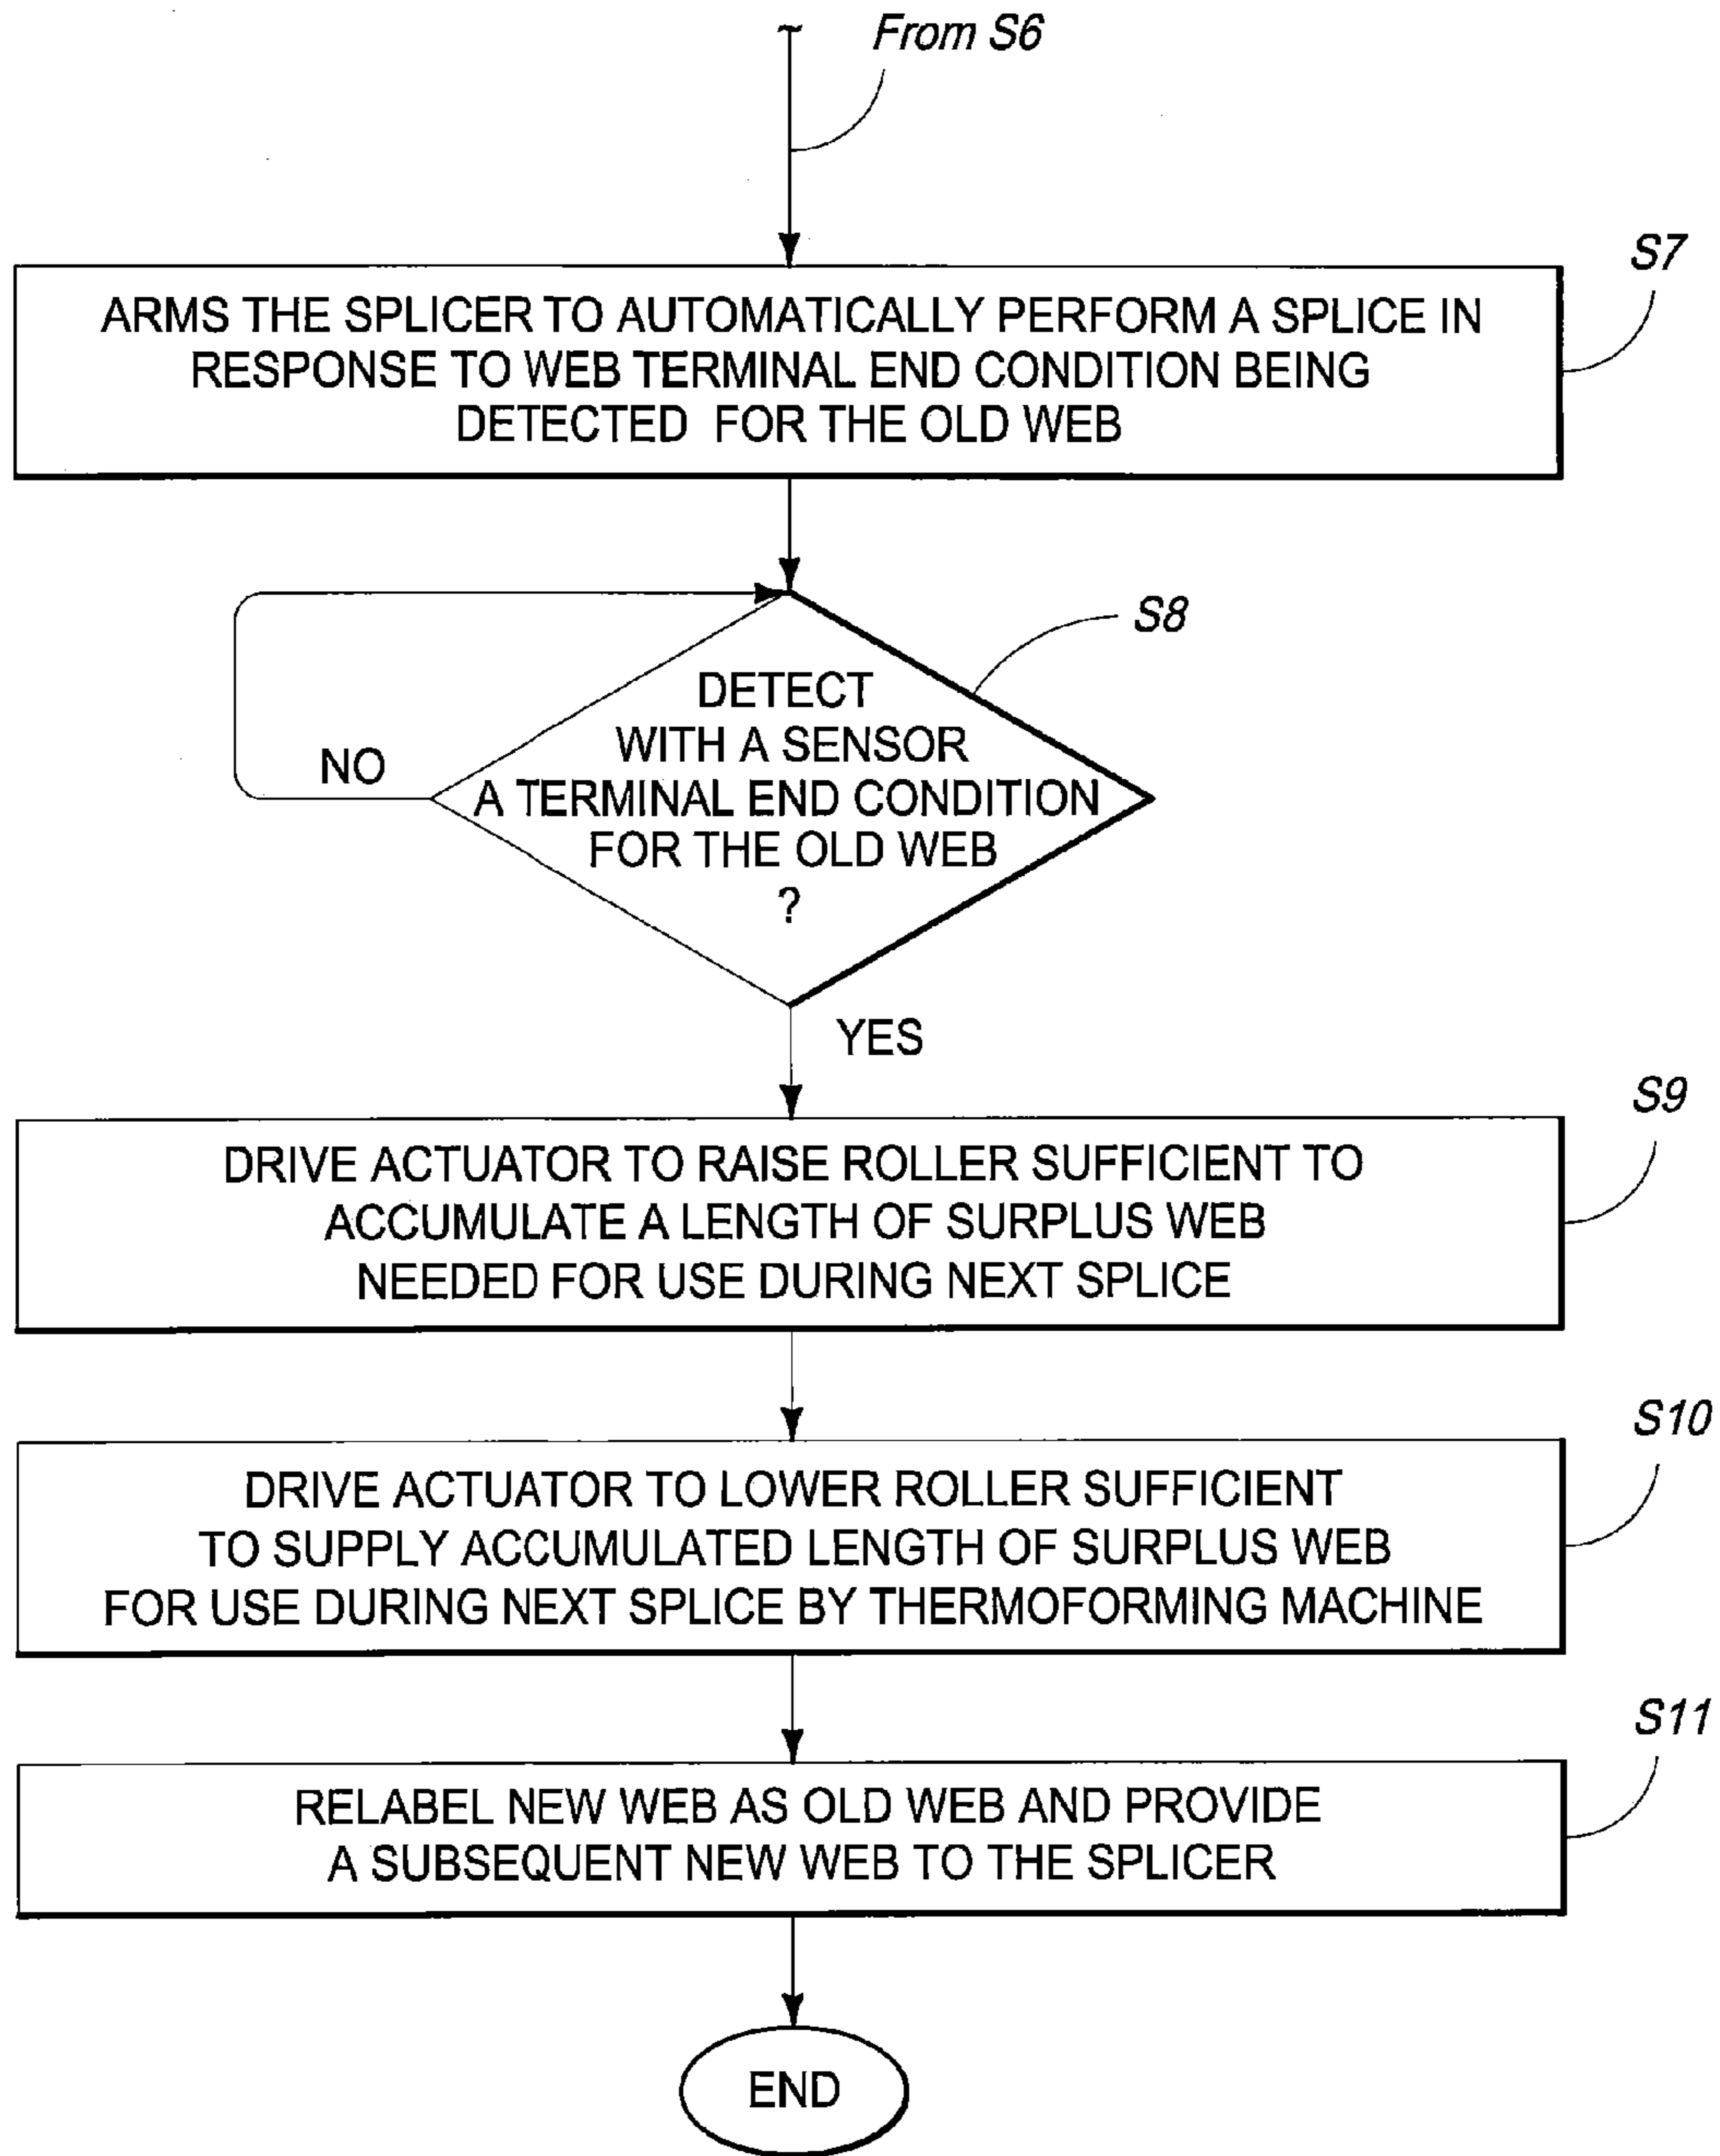 From S6
S7
ARMS THE SPLICER TO AUTOMATICALLY PERFORM A SPLICE IN
RESPONSE TO WEB TERMINAL END CONDITION BEING
DETECTED FOR THE OLD WEB
S8
DETECT
WITH A SENSOR
A TERMINAL END CONDITION
FOR THE OLD WEB
?
NO
YES
S9
DRIVE ACTUATOR TO RAISE ROLLER SUFFICIENT TO
ACCUMULATE A LENGTH OF SURPLUS WEB
NEEDED FOR USE DURING NEXT SPLICE
S10
DRIVE ACTUATOR TO LOWER ROLLER SUFFICIENT
TO SUPPLY ACCUMULATED LENGTH OF SURPLUS WEB
FOR USE DURING NEXT SPLICE BY THERMOFORMING MACHINE
S11
RELABEL NEW WEB AS OLD WEB AND PROVIDE
A SUBSEQUENT NEW WEB TO THE SPLICER
END